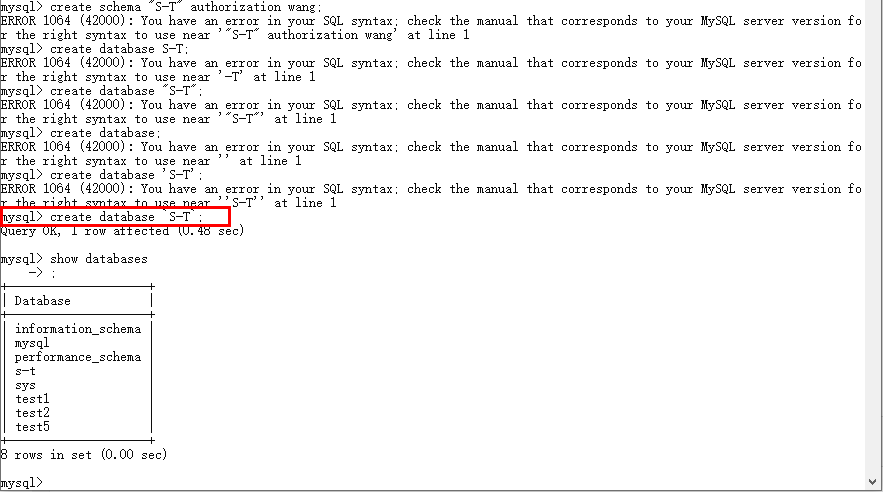 mysql> create schema "S-T" authorization wang;
ERROR 1064 (42000): You have an error in your SQL syntax; check the manual that corresponds to your MySQL server version fo
r the right syntax to use near '"S-T" authorization wang' at line 1
mysql> create database S-T;
ERROR 1064 (42000): You have an error in your SQL syntax; check the manual that corresponds to your MySQL server version fo
r the right syntax to use near '-T' at line 1
mysql> create database "S-T";
ERROR 1064 (42000): You have an error in your SQL syntax; check the manual that corresponds to your MySQL server version fo
r the right syntax to use near '"S-T"' at line 1
mysql> create database;
ERROR 1064 (42000): You have an error in your SQL syntax; check the manual that corresponds to your MySQL server version fo
r the right syntax to use near '' at line 1
mysql> create database 'S-T';
ERROR 1064 (42000): You have an error in your SQL syntax; check the manual that corresponds to your MySQL server version fo
r the right syntax to use near ''S-T'' at line 1
mysql> create database `S-T`;
Query OK, 1 row affected (0.48 sec)
mysql> show databases
    -> ;
+--------------------+
| Database           |
+--------------------+
| information_schema |
| mysql              |
| performance_schema |
| s-t                |
| sys                |
| test1              |
| test2              |
| test5              |
+--------------------+
8 rows in set (0.00 sec)
mysql>